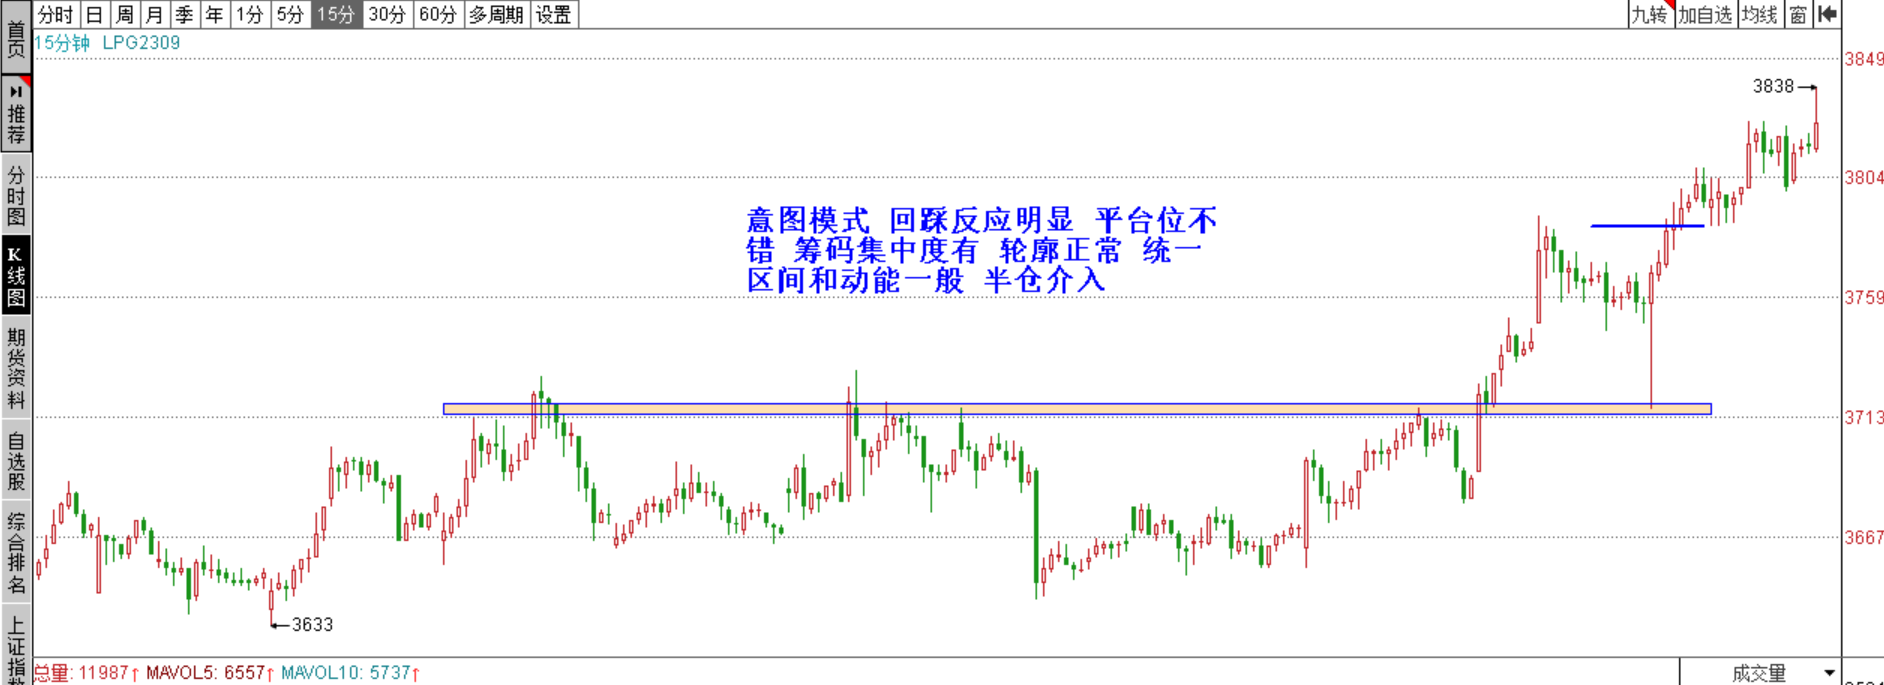 分时 日 周 月 季 年 1分 5分 15分 30分 60分 多周期 设置 九转 加自选 均线 窗
15分钟 LPG2309
首页
推荐
分时图
K线图
期货资料
自选股
综合排名
上证指数
3849
3838
3804
意图模式 回踩反应明显 平台位不
错 筹码集中度有 轮廓正常 统一
区间和动能一般 半仓介入
3759
3713
3667
3633
总量: 11987↑ MAVOL5: 6557↑ MAVOL10: 5737↑ 成交量